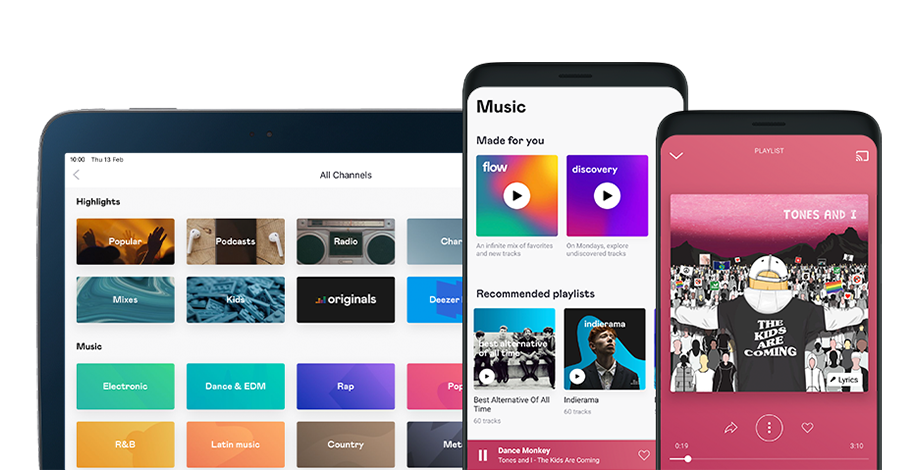 10:00 Thu 13 Feb
All Channels
Highlights
Popular
Podcasts
Radio
Char
Mixes
Kids
originals
Deezer
Music
Electronic
Dance & EDM
Rap
Pop
R&B
Latin music
Country
Met
Music
Made for you
flow
discovery
An infinite mix of favorites
and new tracks
On Mondays, explore
undiscovered tracks
Recommended playlists
best alternative
of all time
indierama
Best Alternative Of All
Time
60 tracks
Indierama
60 tracks
Dance Monkey
Tones and I - The Kids Are Coming
PLAYLIST
TONES AND I
THE
KIDS
ARE
COMING
Lyrics
0:19
3:10